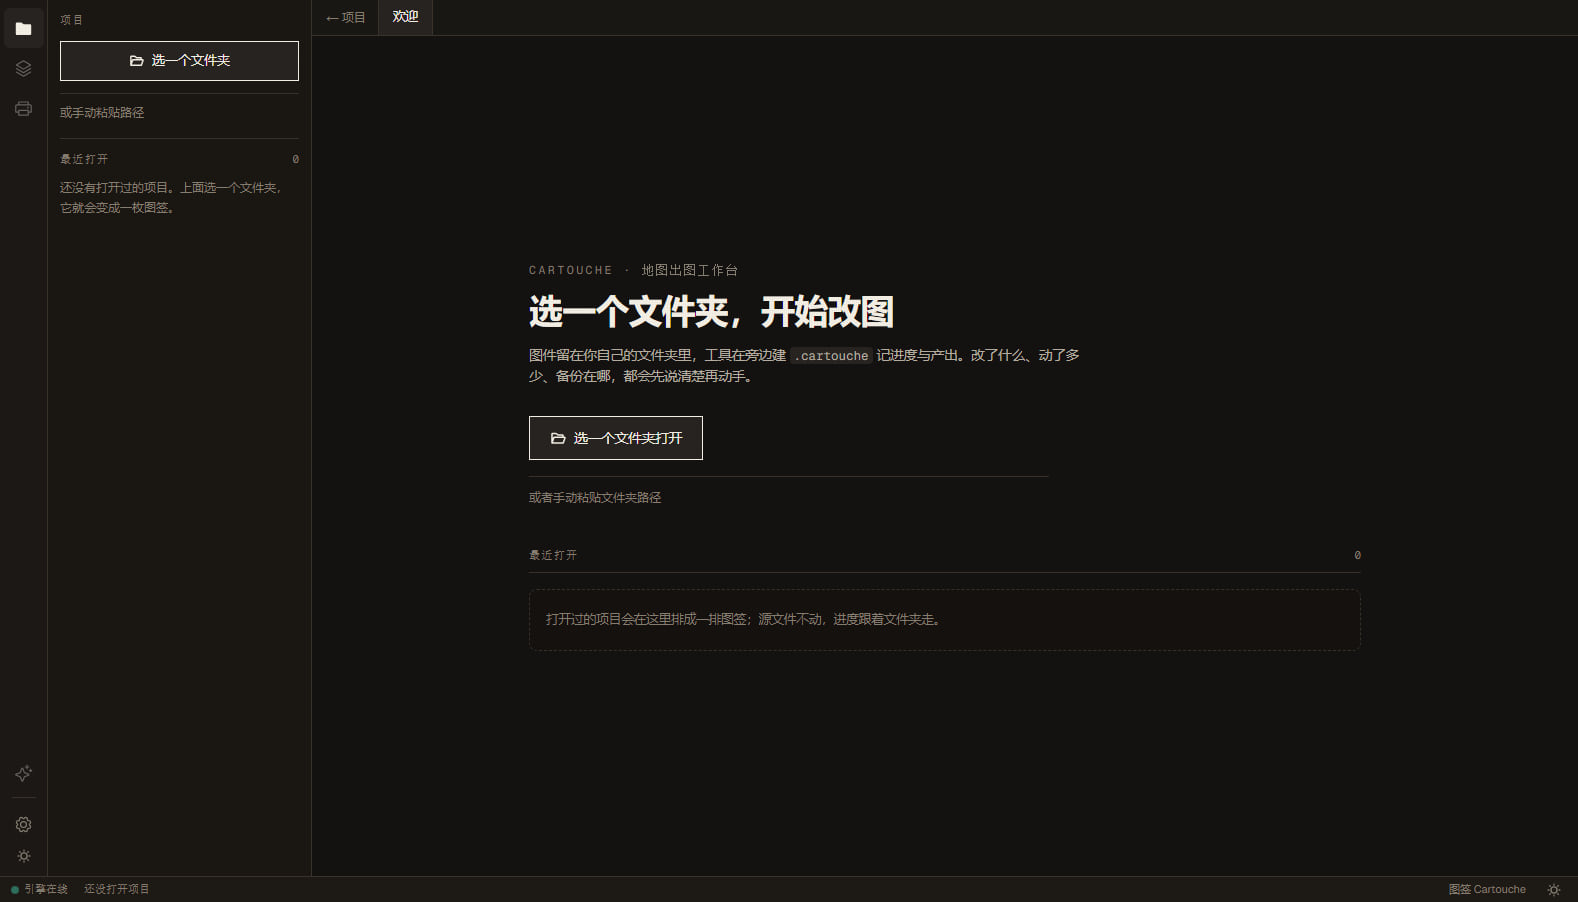 项目
选一个文件夹
或手动粘贴路径
最近打开 0
还没有打开过的项目。上面选一个文件夹，
它就会变成一枚图签。
← 项目 欢迎
CARTOUCHE · 地图出图工作台
选一个文件夹，开始改图
图件留在你自己的文件夹里，工具在旁边建 .cartouche 记进度与产出。改了什么、动了多
少、备份在哪，都会先说清楚再动手。
选一个文件夹打开
或者手动粘贴文件夹路径
最近打开 0
打开过的项目会在这里排成一排图签；源文件不动，进度跟着文件夹走。
引擎在线 还没打开项目 图签 Cartouche